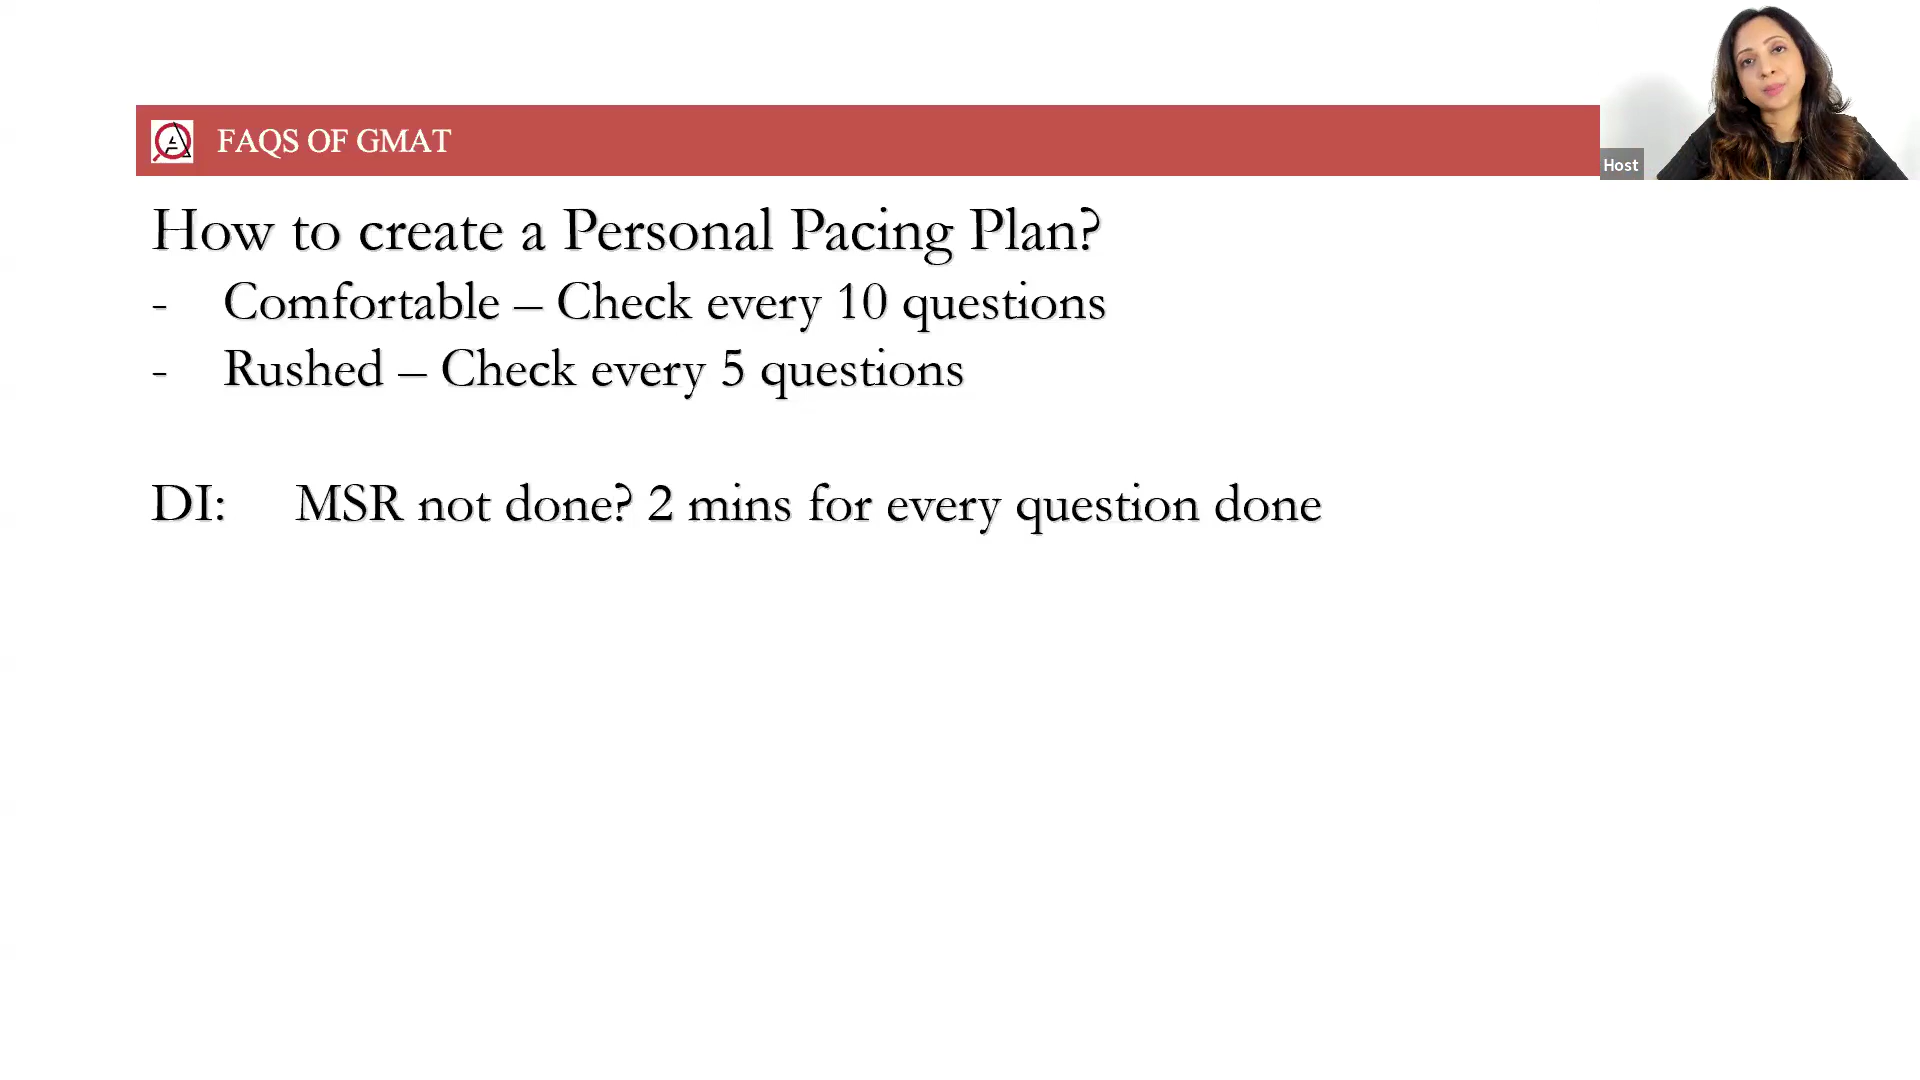 FAQS OF GMAT
Host
How to create a Personal Pacing Plan?
- Comfortable – Check every 10 questions
- Rushed – Check every 5 questions
DI: MSR not done? 2 mins for every question done